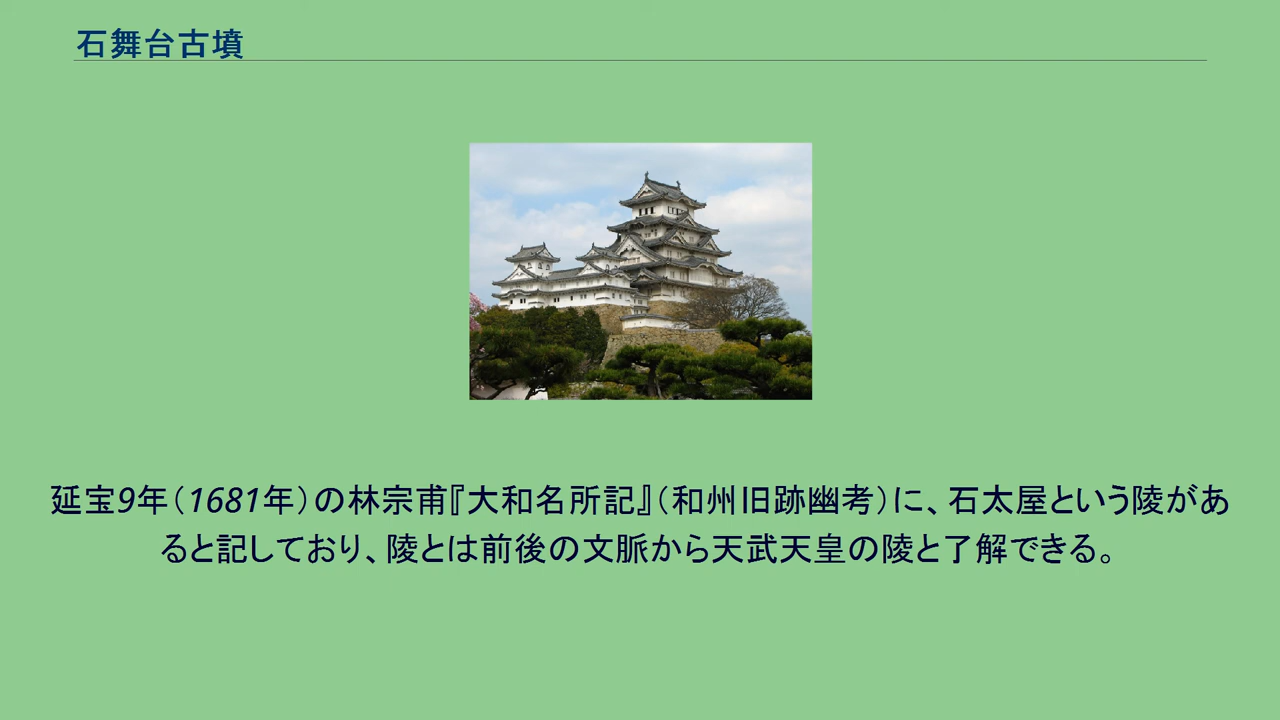 石舞台古墳
延宝9年（1681年）の林宗甫『大和名所記』（和州旧跡幽考）に、石太屋という陵があ
ると記しており、陵とは前後の文脈から天武天皇の陵と了解できる。